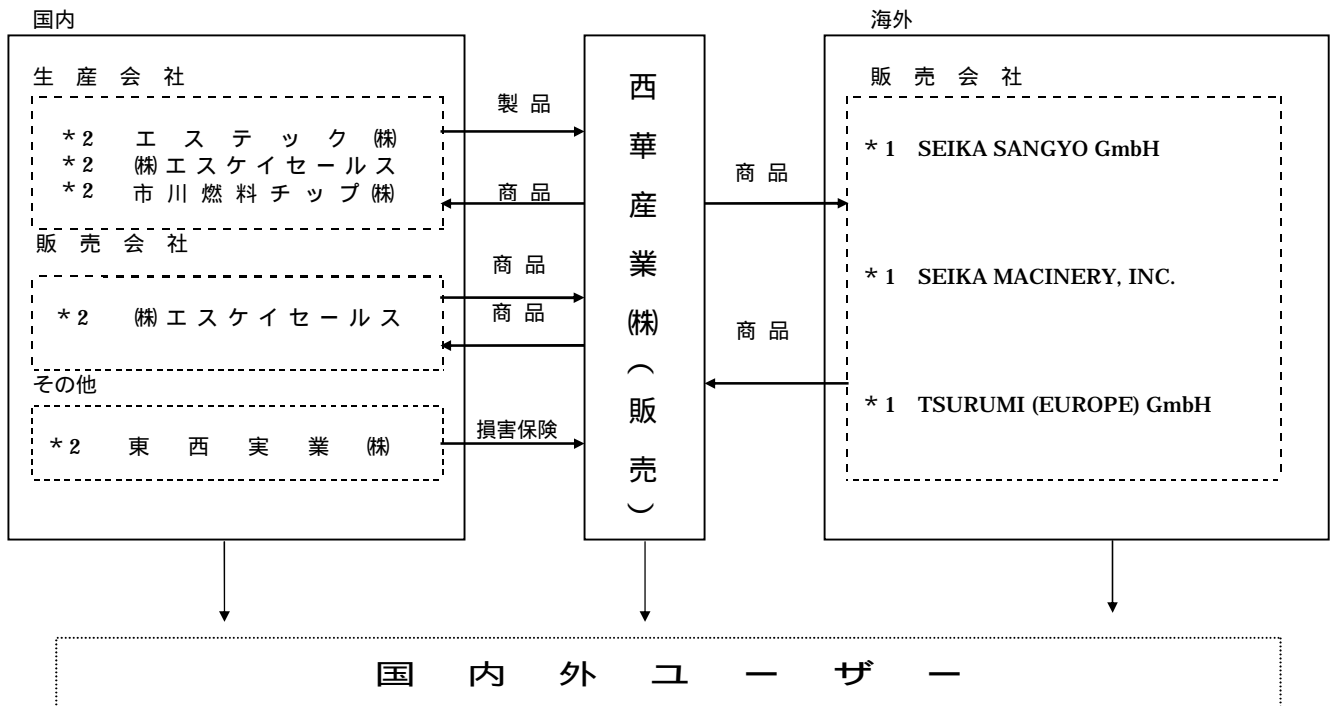 国内
生産会社
*2 エステック㈱
*2 ㈱エスケイセールス
*2 市川燃料チップ㈱
販売会社
*2 ㈱エスケイセールス
その他
*2 東西実業㈱
製品
商品
商品
商品
損害保険
西華産業㈱(販売)
商品
商品
海外
販売会社
*1 SEIKA SANGYO GmbH
*1 SEIKA MACINERY, INC.
*1 TSURUMI (EUROPE) GmbH
国内外ユーザー